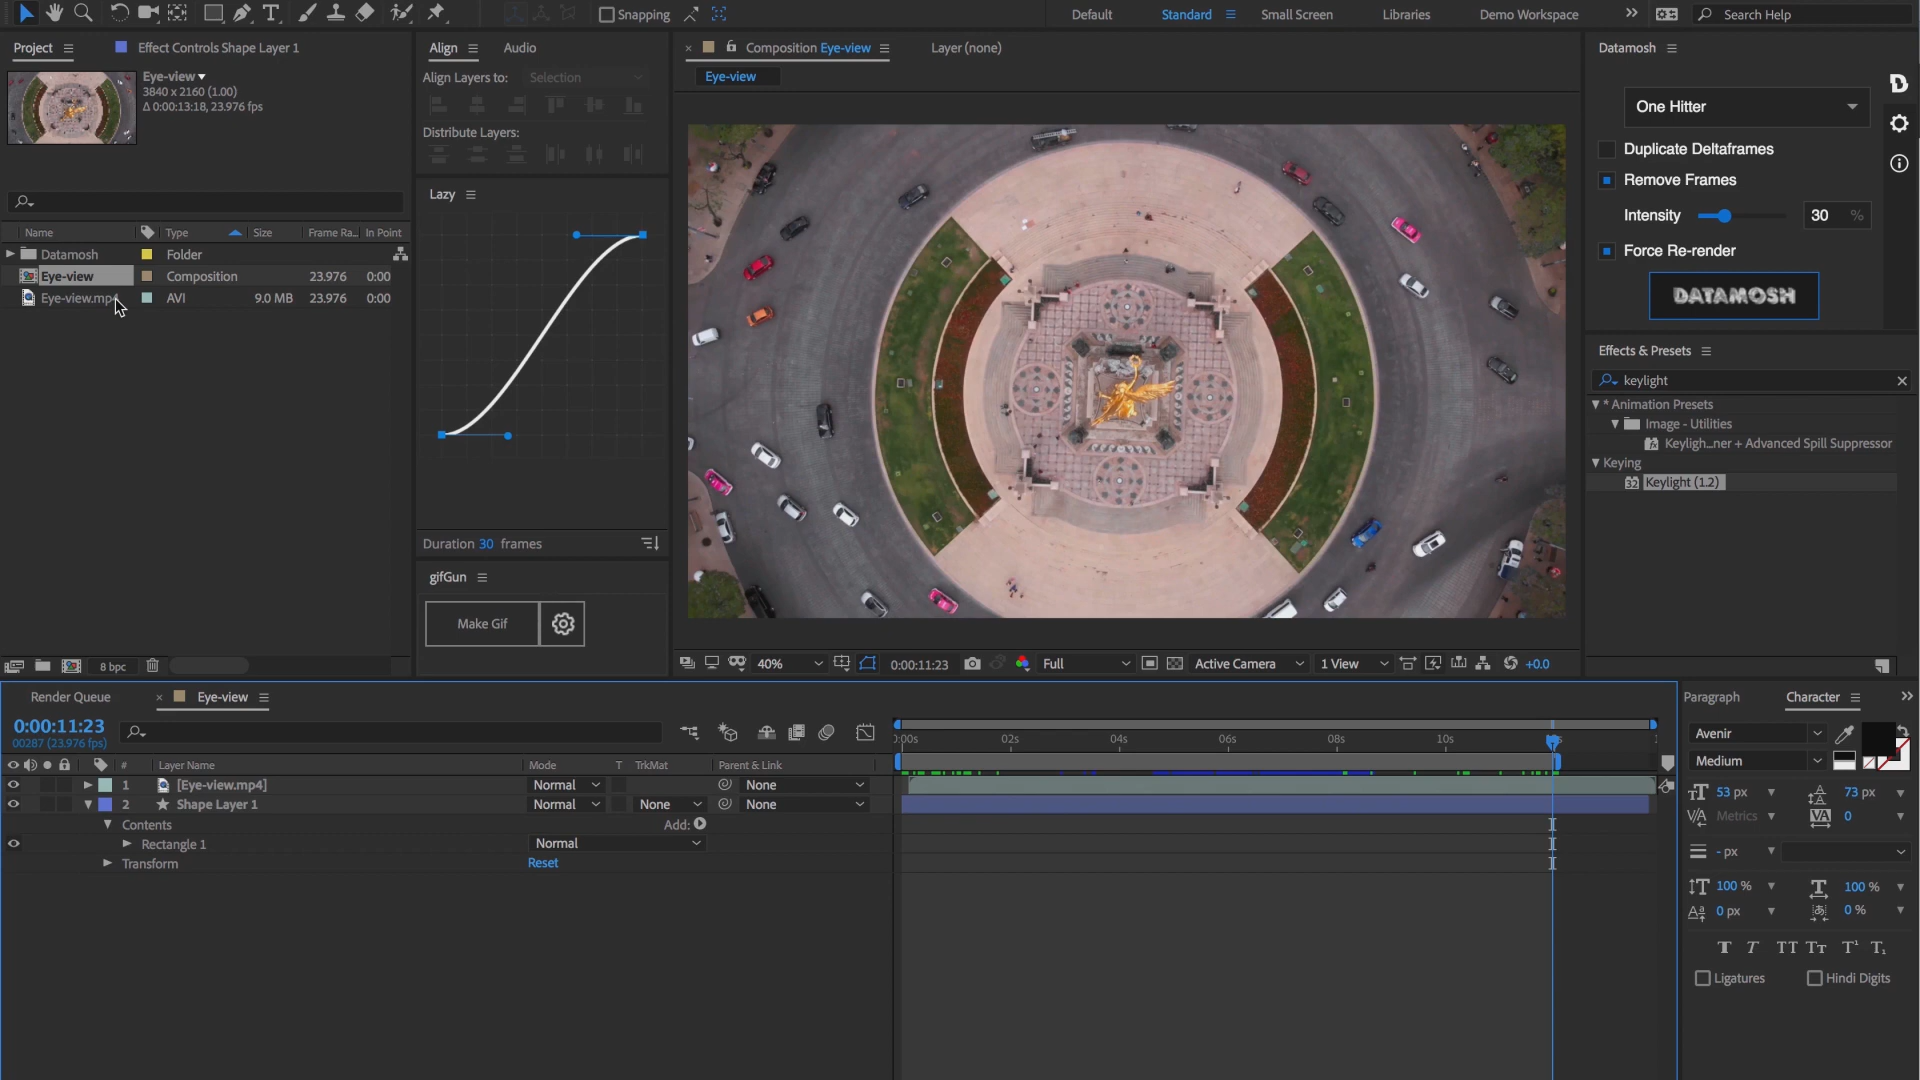 Snapping
Default
Standard
Small Screen
Libraries
Demo Workspace
Search Help
Project
Effect Controls Shape Layer 1
Eye-view
3840 x 2160 (1.00)
Δ 0:00:13:18, 23.976 fps
Name
Type
Size
Frame Ra...
In Point
Datamosh
Folder
Eye-view
Composition
23.976
0:00
Eye-view.mp4
AVI
9.0 MB
23.976
0:00
8 bpc
Align
Audio
Align Layers to:
Selection
Distribute Layers:
Lazy
Duration 30 frames
gifGun
Make Gif
Composition Eye-view
Layer (none)
Eye-view
40%
0:00:11:23
Full
Active Camera
1 View
+0.0
Datamosh
One Hitter
Duplicate Deltaframes
Remove Frames
Intensity
30 %
Force Re-render
DATAMOSH
Effects & Presets
keylight
* Animation Presets
Image - Utilities
Keyligh...ner + Advanced Spill Suppressor
Keying
Keylight (1.2)
Render Queue
Eye-view
0:00:11:23
00287 (23.976 fps)
# Layer Name
Mode
T TrkMat
Parent & Link
1 [Eye-view.mp4]
Normal
None
2 Shape Layer 1
Normal
None
None
Contents
Add:
Rectangle 1
Normal
Transform
Reset
02s
04s
06s
08s
10s
Paragraph
Character
Avenir
Medium
53 px
73 px
Metrics
0
- px
100 %
100 %
0 px
0 %
T T TT Tt T¹ T₁
Ligatures
Hindi Digits